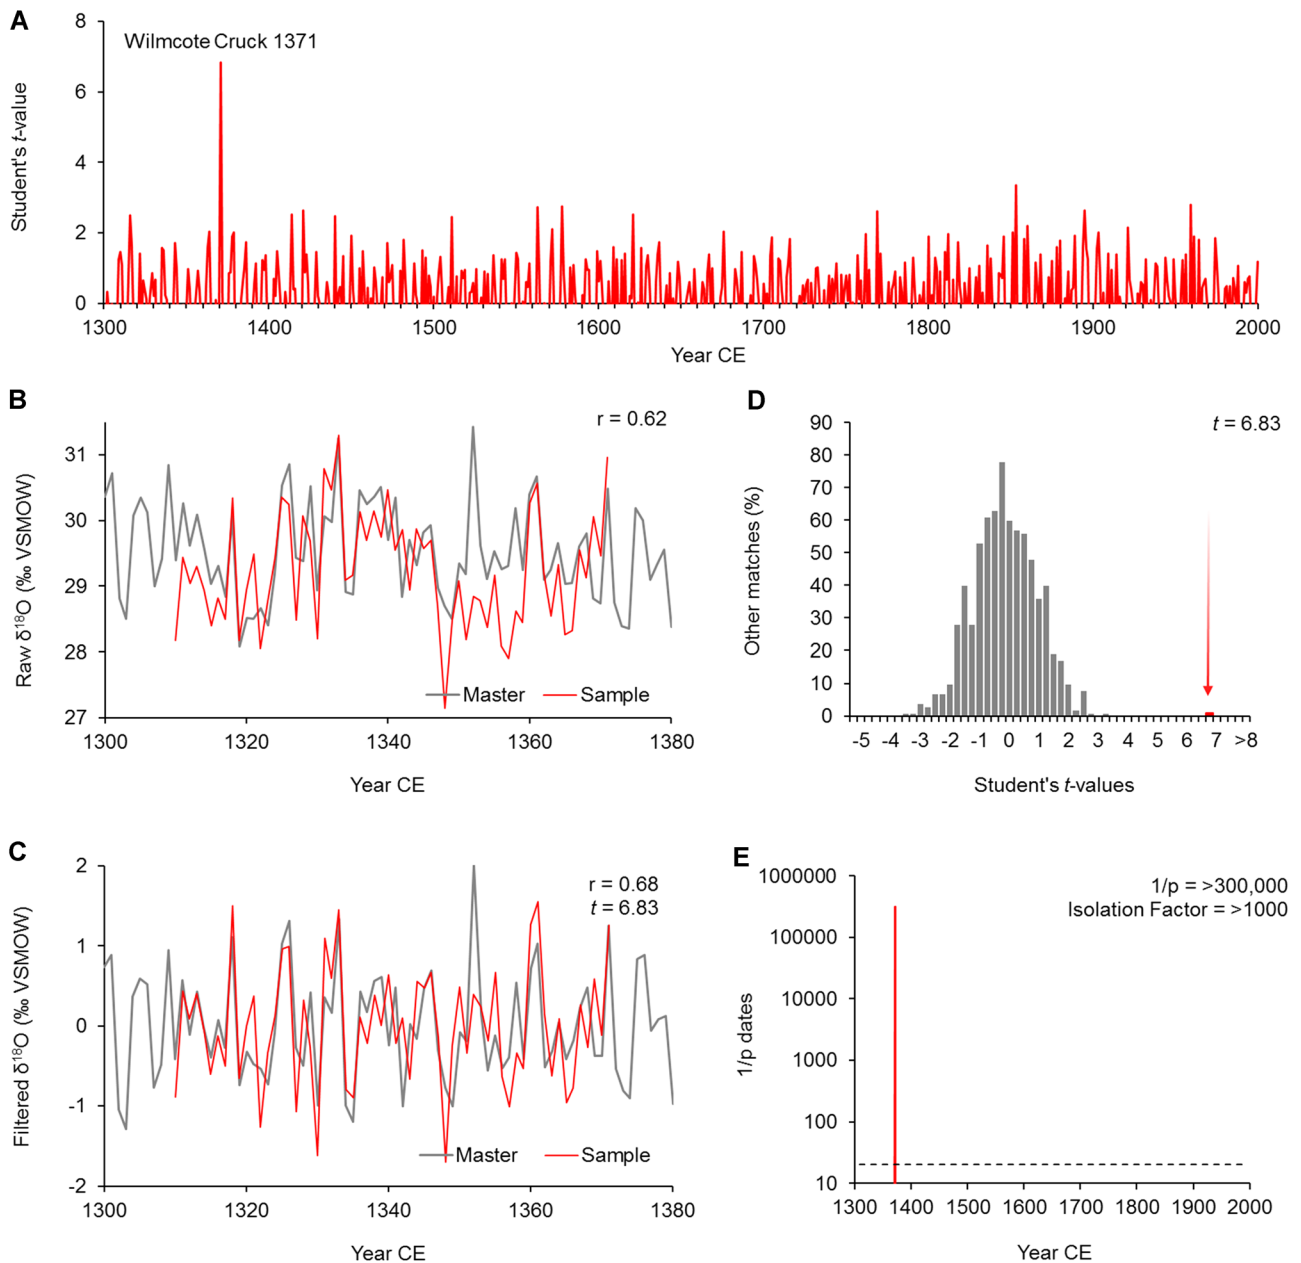 A
Wilmcote Cruck 1371
Student's t-value
8
6
4
2
0
1300 1400 1500 1600 1700 1800 1900 2000
Year CE
B
r = 0.62
Raw δ¹⁸O (‰ VSMOW)
31
30
29
28
27
Master Sample
1300 1320 1340 1360 1380
Year CE
D
t = 6.83
Other matches (%)
90
80
70
60
50
40
30
20
10
0
-5 -4 -3 -2 -1 0 1 2 3 4 5 6 7 >8
Student's t-values
C
r = 0.68
t = 6.83
Filtered δ¹⁸O (‰ VSMOW)
2
1
0
-1
-2
Master Sample
1300 1320 1340 1360 1380
Year CE
E
1/p = >300,000
Isolation Factor = >1000
1/p dates
1000000
100000
10000
1000
100
10
1300 1400 1500 1600 1700 1800 1900 2000
Year CE